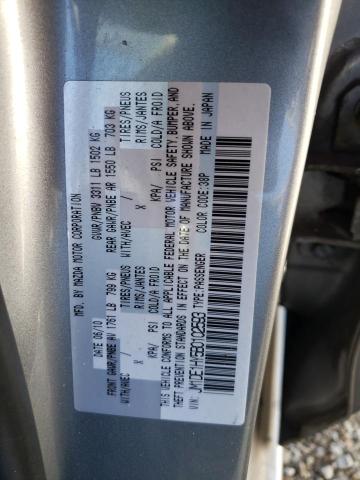 MFD. BY MAZDA MOTOR CORPORATION
DATE 06/10 GVWR/PNBV 3311 LB 1502 KG
FRONT GAWR/PNBE AV 1761 LB 799 KG REAR GAWR/PNBE AR 1550 LB 703 KG
WITH/AVEC / TIRES/PNEUS WITH/AVEC / TIRES/PNEUS
X RIMS/JANTES X RIMS/JANTES
KPA/ PSI COLD/A FROID KPA/ PSI COLD/A FROID
THIS VEHICLE CONFORMS TO ALL APPLICABLE FEDERAL MOTOR VEHICLE SAFETY, BUMPER, AND
THEFT PREVENTION STANDARDS IN EFFECT ON THE DATE OF MANUFACTURE SHOWN ABOVE.
MADE IN JAPAN
VIN: TYPE:PASSENGER COLOR CODE:38P